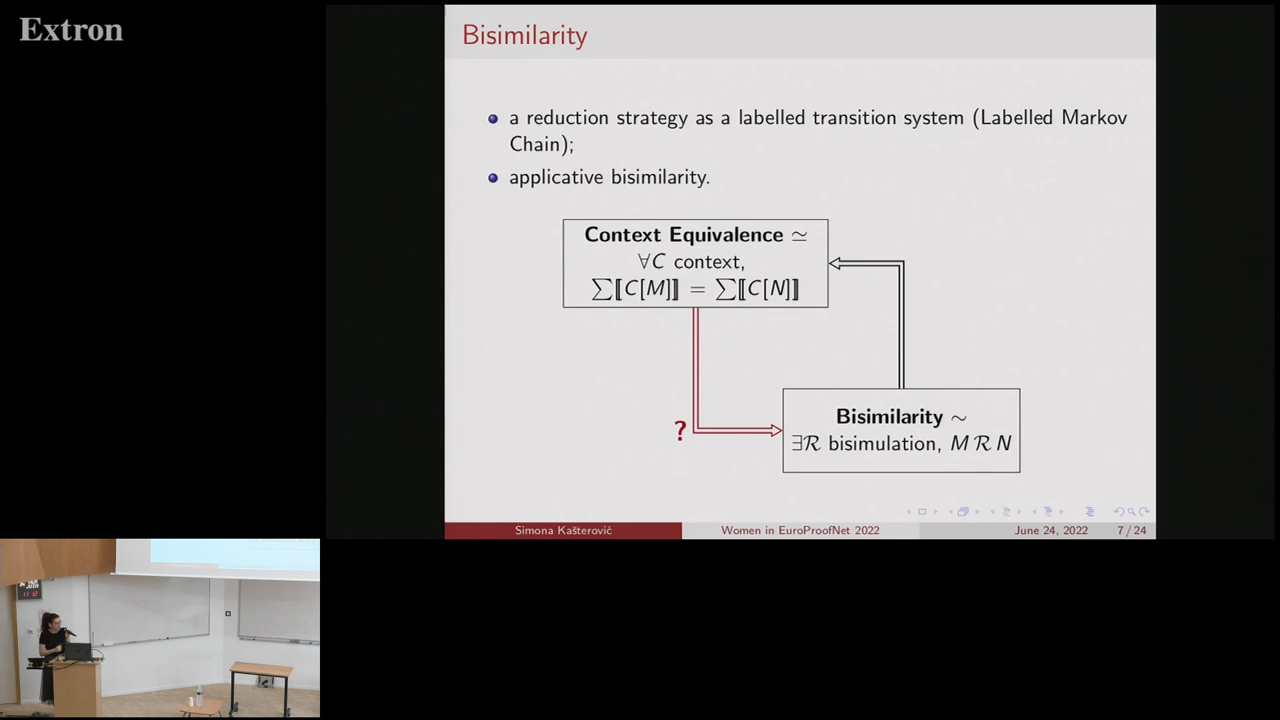 Extron
Bisimilarity
a reduction strategy as a labelled transition system (Labelled Markov
Chain);
applicative bisimilarity.
Context Equivalence ≃
∀C context,
∑⟦C[M]⟧ = ∑⟦C[N]⟧
?
Bisimilarity ∼
∃ℛ bisimulation, M ℛ N
Simona Kašterović
Women in EuroProofNet 2022
June 24, 2022
7 / 24